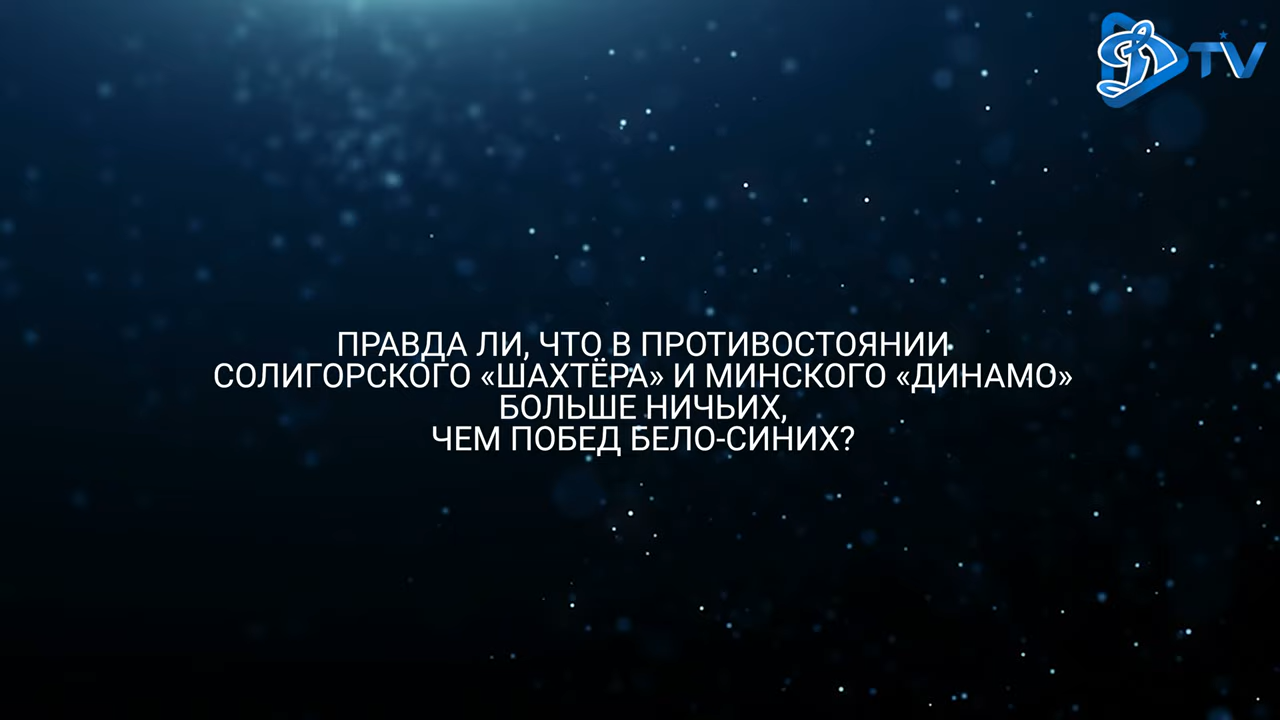 TV
ПРАВДА ЛИ, ЧТО В ПРОТИВОСТОЯНИИ
СОЛИГОРСКОГО «ШАХТЁРА» И МИНСКОГО «ДИНАМО»
БОЛЬШЕ НИЧЬИХ,
ЧЕМ ПОБЕД БЕЛО-СИНИХ?